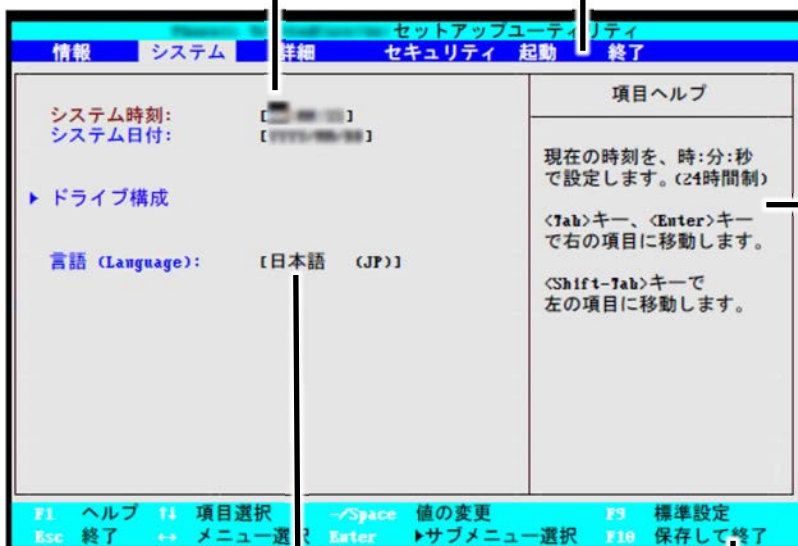 セットアップユーティリティ
情報 システム 詳細 セキュリティ 起動 終了
システム時刻: [ ]
システム日付: [ ]
▶ ドライブ構成
言語 (Language): [日本語 (JP)]
項目ヘルプ
現在の時刻を、時:分:秒
で設定します。(24時間制)
<Tab>キー、<Enter>キー
で右の項目に移動します。
<Shift-Tab>キーで
左の項目に移動します。
F1 ヘルプ ↑↓ 項目選択 -/Space 値の変更 F9 標準設定
Esc 終了 ↔ メニュー選択 Enter ▶サブメニュー選択 F10 保存して終了